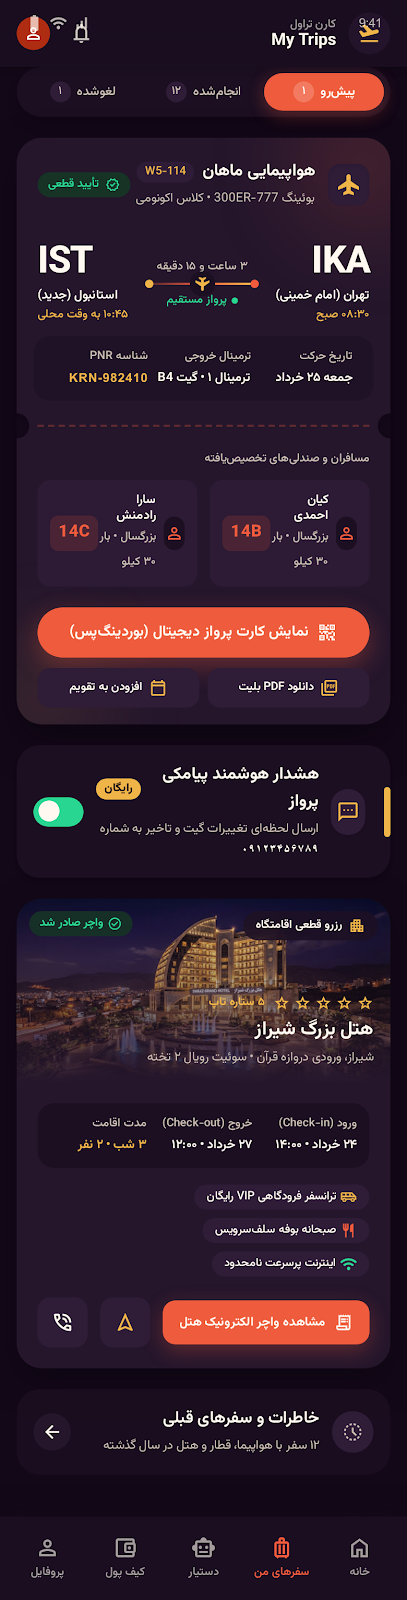 9:41
کارن تراول
My Trips
پیش‌رو ۱
انجام‌شده ۱۲
لغوشده ۱
هواپیمایی ماهان W5-114
بوئینگ 777-300ER • کلاس اکونومی
تأیید قطعی
IKA
تهران (امام خمینی)
۰۸:۳۰ صبح
۳ ساعت و ۱۵ دقیقه
پرواز مستقیم
IST
استانبول (جدید)
۱۰:۴۵ به وقت محلی
تاریخ حرکت
جمعه ۲۵ خرداد
ترمینال خروجی
ترمینال ۱ • گیت B4
شناسه PNR
KRN-982410
مسافران و صندلی‌های تخصیص‌یافته
کیان
احمدی
بزرگسال • بار
۳۰ کیلو
14B
سارا
رادمنش
بزرگسال • بار
۳۰ کیلو
14C
نمایش کارت پرواز دیجیتال (بوردینگ‌پس)
دانلود PDF بلیت
افزودن به تقویم
هشدار هوشمند پیامکی
پرواز
رایگان
ارسال لحظه‌ای تغییرات گیت و تاخیر به شماره
۰۹۱۲۳۴۵۶۷۸۹
رزرو قطعی اقامتگاه
واچر صادر شد
۵ ستاره تاپ
هتل بزرگ شیراز
شیراز، ورودی دروازه قرآن • سوئیت رویال ۲ تخته
ورود (Check-in)
۲۴ خرداد • ۱۴:۰۰
خروج (Check-out)
۲۷ خرداد • ۱۲:۰۰
مدت اقامت
۳ شب • ۲ نفر
ترانسفر فرودگاهی VIP رایگان
صبحانه بوفه سلف‌سرویس
اینترنت پرسرعت نامحدود
مشاهده واچر الکترونیک هتل
خاطرات و سفرهای قبلی
۱۲ سفر با هواپیما، قطار و هتل در سال گذشته
خانه
سفرهای من
دستیار
کیف پول
پروفایل